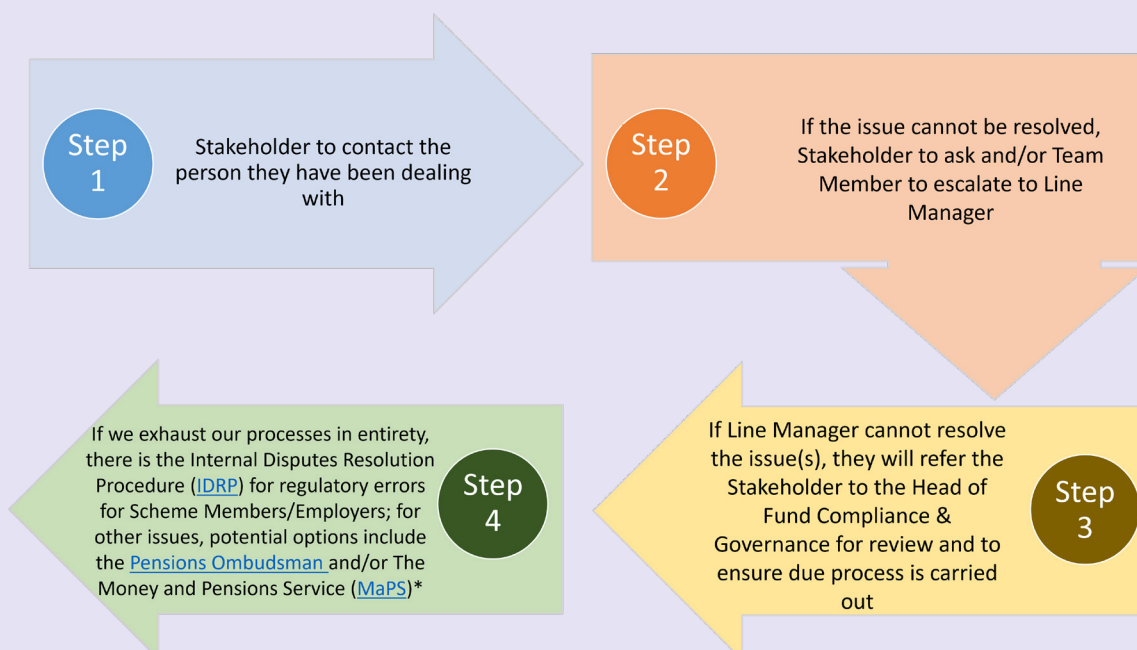 Step
1
Stakeholder to contact the
person they have been dealing
with
Step
2
If the issue cannot be resolved,
Stakeholder to ask and/or Team
Member to escalate to Line
Manager
If Line Manager cannot resolve
the issue(s), they will refer the
Stakeholder to the Head of
Fund Compliance &
Governance for review and to
ensure due process is carried
out
Step
3
If we exhaust our processes in entirety,
there is the Internal Disputes Resolution
Procedure (IDRP) for regulatory errors
for Scheme Members/Employers; for
other issues, potential options include
the Pensions Ombudsman and/or The
Money and Pensions Service (MaPS)*
Step
4